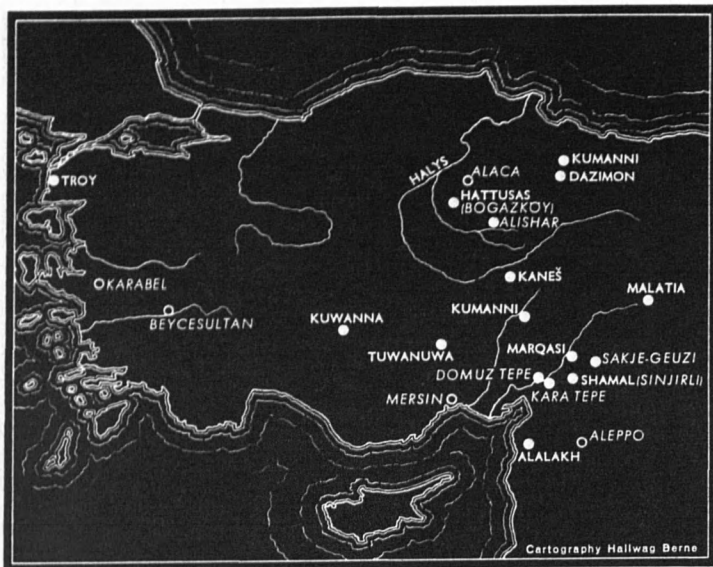 KUMANNI
HALYS
ALACA
DAZIMON
TROY
HATTUSAS
(BOGAZKÖY)
ALISHAR
KANEŠ
KARABEL
MALATIA
BEYCESULTAN
KUMANNI
KUWANNA
TUWANUWA
MARQASI
SAKJE-GEUZI
DOMUZ TEPE
SHAMAL (SINJIRLI)
KARA TEPE
MERSIN
ALEPPO
ALALAKH
Cartography Hallwag Berne